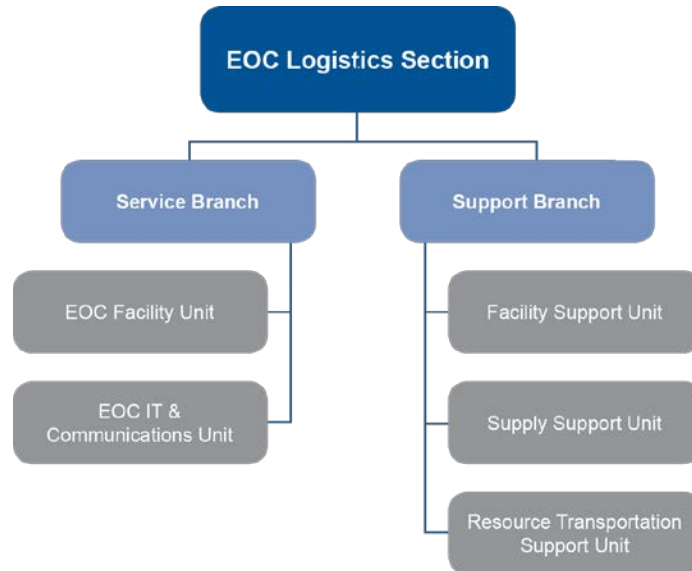 EOC Logistics Section
Service Branch
Support Branch
EOC Facility Unit
Facility Support Unit
EOC IT &
Communications Unit
Supply Support Unit
Resource Transportation
Support Unit